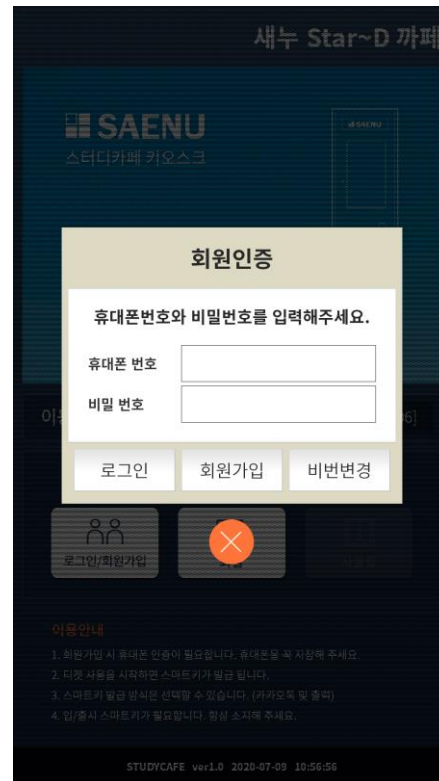 새누 Star~D 까페
SAENU
스터디카페 키오스크
SAENU
회원인증
휴대폰번호와 비밀번호를 입력해주세요.
휴대폰 번호
비밀 번호
로그인
회원가입
비번변경
로그인/회원가입
이용안내
1. 회원가입 시 휴대폰 인증이 필요합니다. 휴대폰을 꼭 지참해 주세요.
2. 티켓 사용을 시작하면 스마트키가 발급 됩니다.
3. 스마트키 발급 방식은 선택할 수 있습니다. (카카오톡 및 출력)
4. 입/출시 스마트키가 필요합니다. 항상 소지해 주세요.
STUDYCAFE ver1.0 2020-07-09 10:56:56